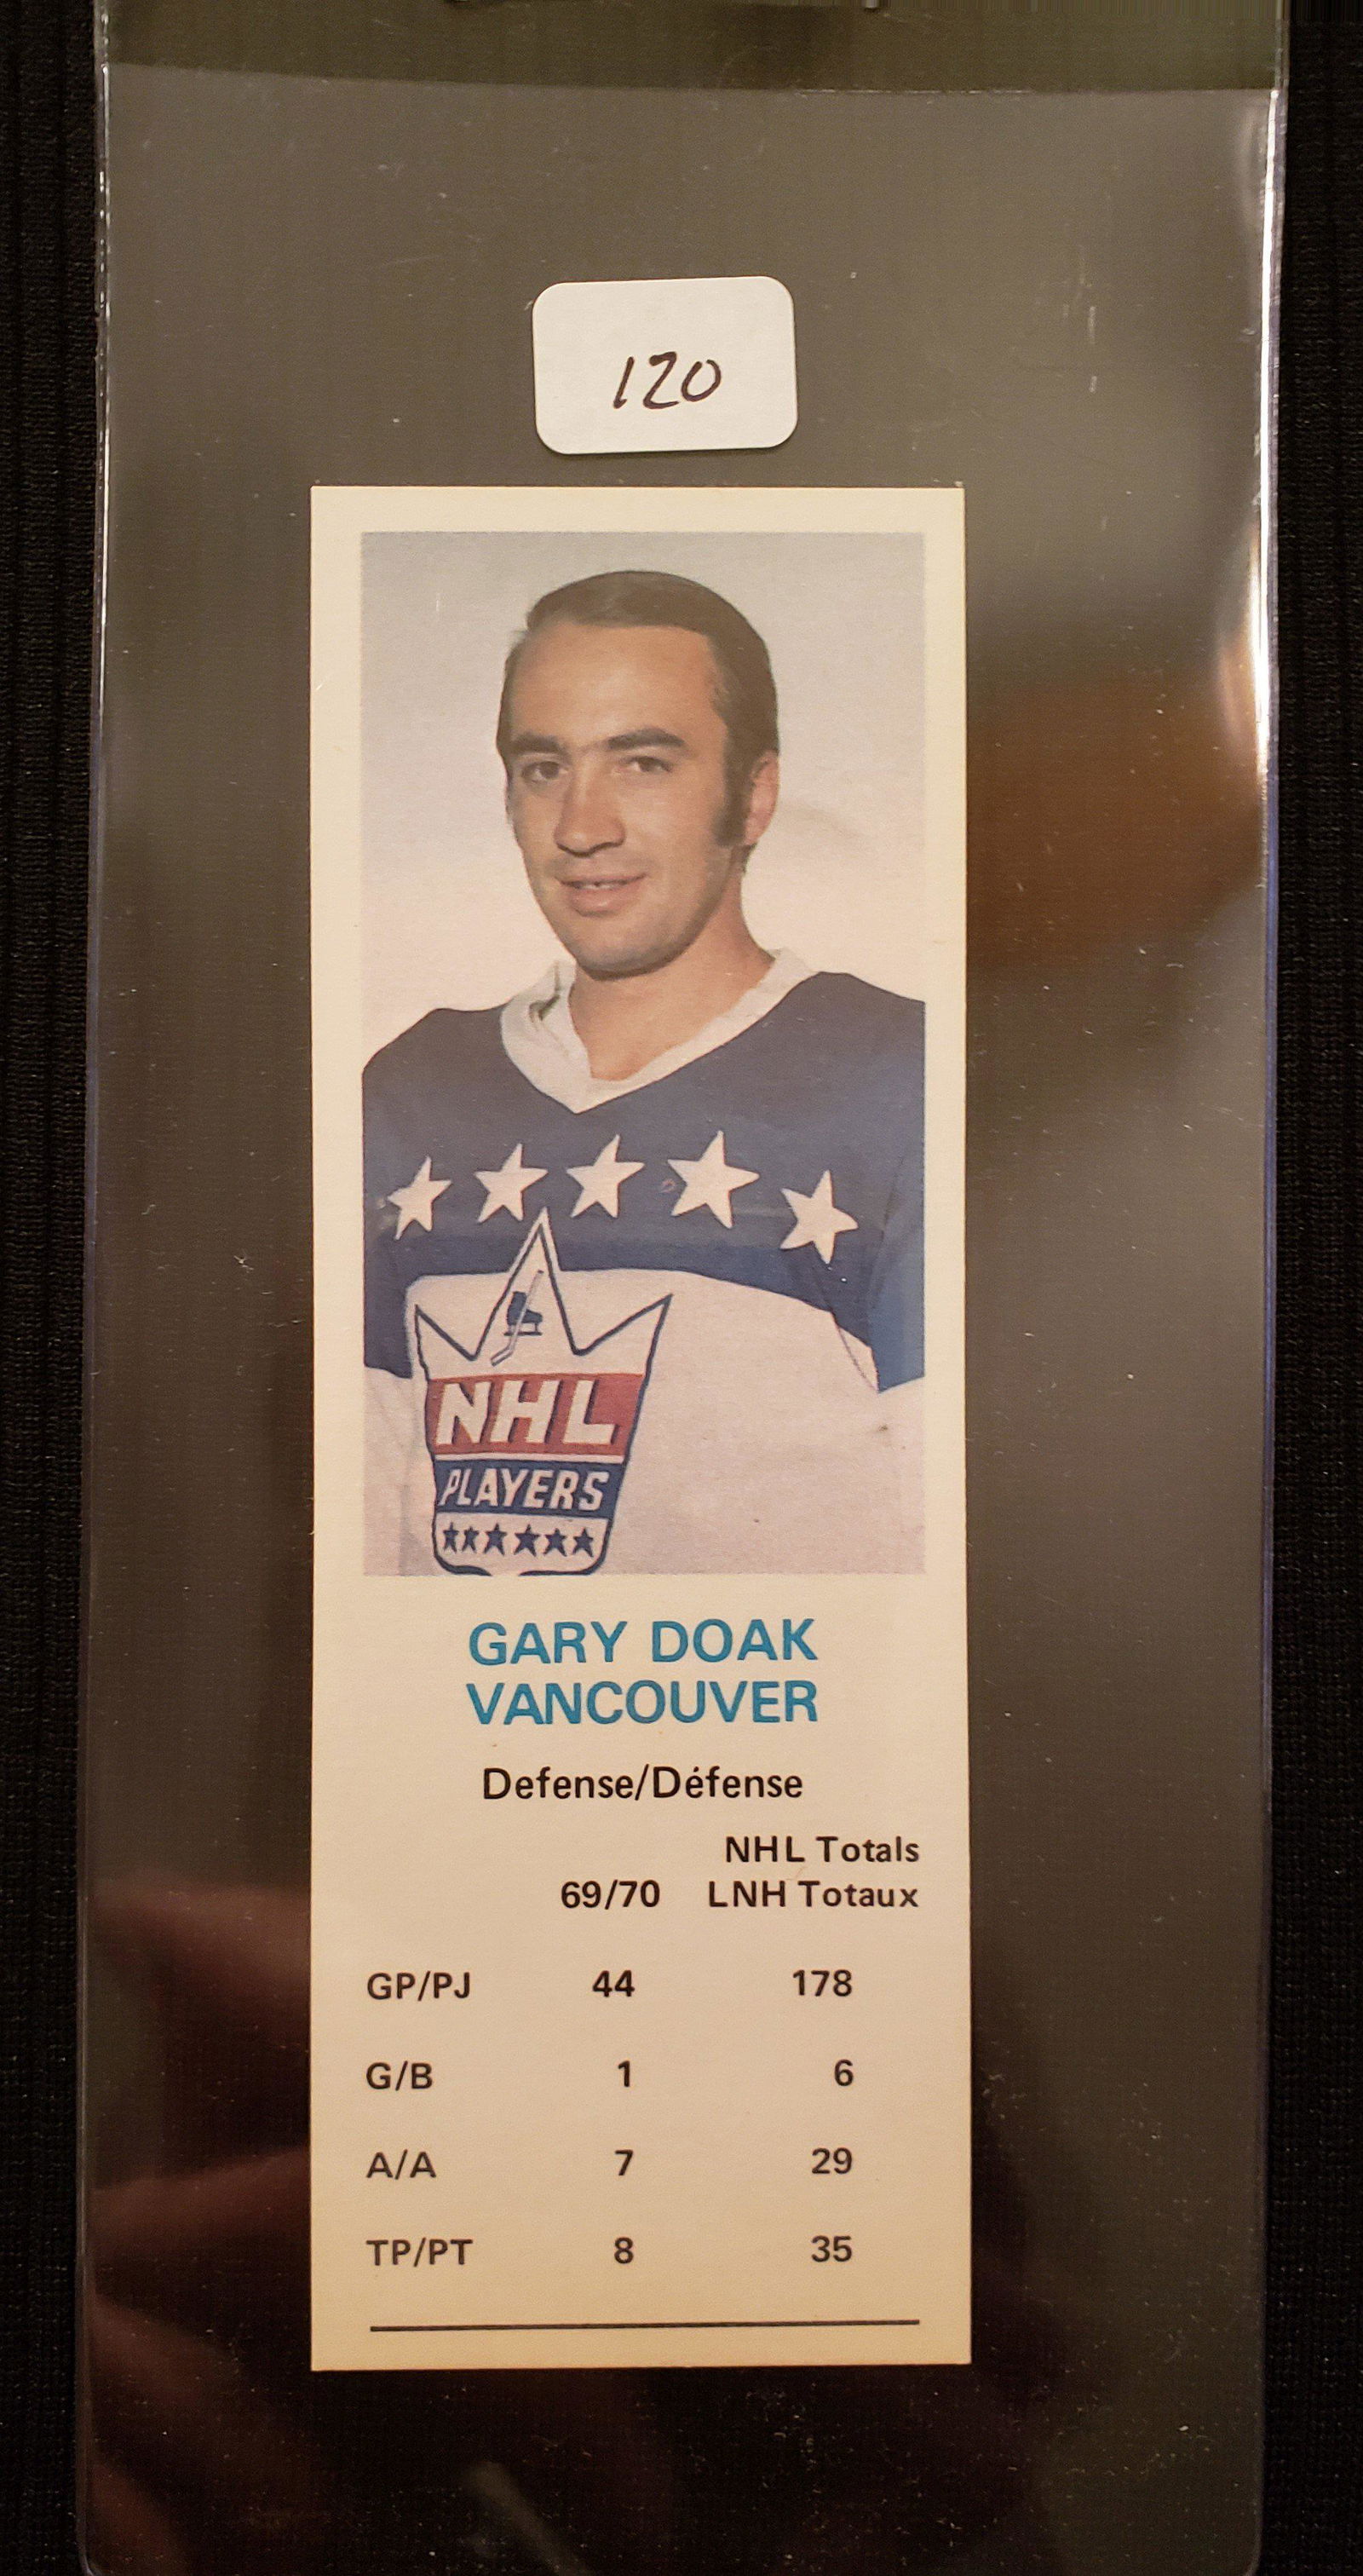 120
NHL
PLAYERS
GARY DOAK
VANCOUVER
Defense/Défense
NHL Totals
69/70 LNH Totaux
GP/PJ 44 178
G/B 1 6
A/A 7 29
TP/PT 8 35